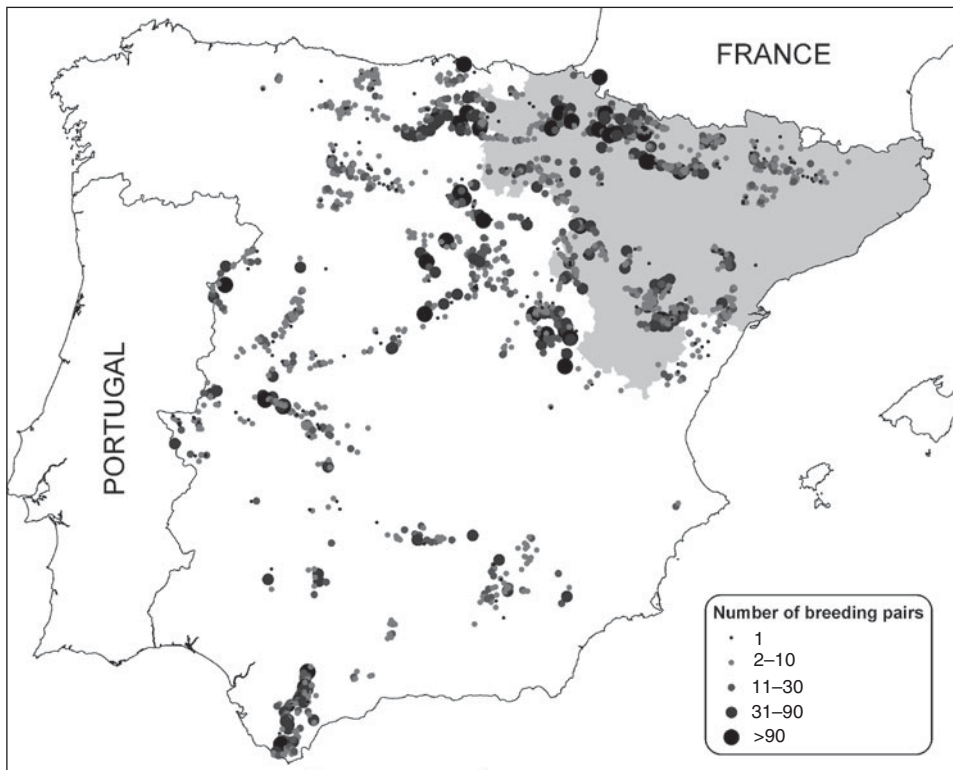 FRANCE
PORTUGAL
Number of breeding pairs
1
2–10
11–30
31–90
>90